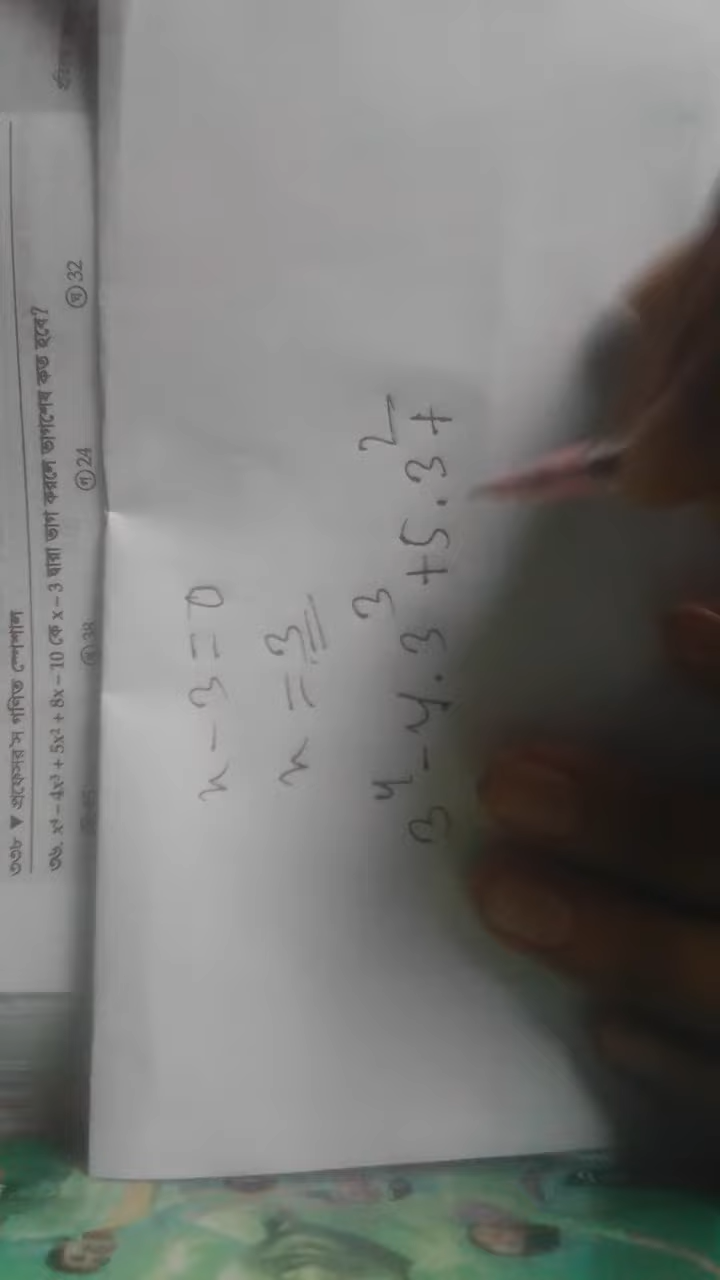 ৩৩৮ ▼ প্রফেসর'স গণিত স্পেশাল
৩৬. x⁴ – 4x³ + 5x² + 8x – 10 কে x – 3 দ্বারা ভাগ করলে ভাগশেষ কত হবে?
38 গ 24 ঘ 32
x – 3 = 0
x = 3
3⁴ – 4.3³ + 5.3² +